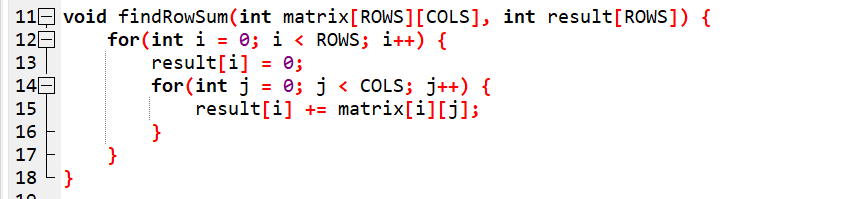 11 void findRowSum(int matrix[ROWS][COLS], int result[ROWS]) {
12     for(int i = 0; i < ROWS; i++) {
13         result[i] = 0;
14         for(int j = 0; j < COLS; j++) {
15             result[i] += matrix[i][j];
16         }
17     }
18 }